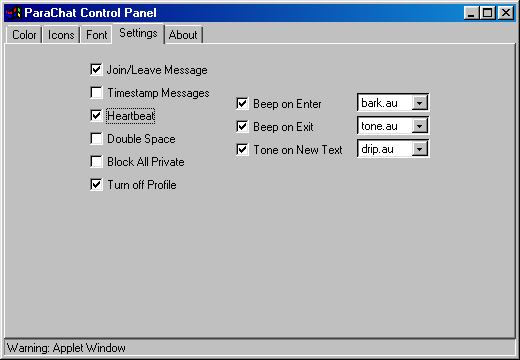 ParaChat Control Panel
Color Icons Font Settings About
Join/Leave Message
Timestamp Messages
Heartbeat
Double Space
Block All Private
Turn off Profile
Beep on Enter bark.au
Beep on Exit tone.au
Tone on New Text drip.au
Warning: Applet Window